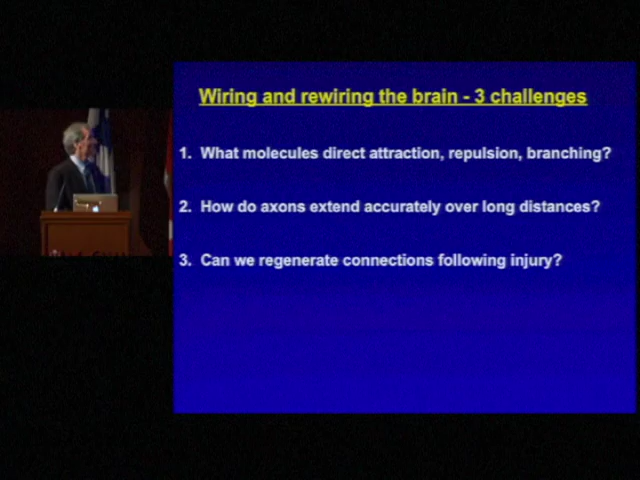 Wiring and rewiring the brain - 3 challenges
1. What molecules direct attraction, repulsion, branching?
2. How do axons extend accurately over long distances?
3. Can we regenerate connections following injury?